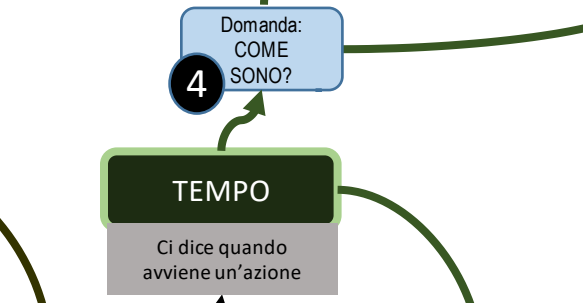 Domanda:
COME
SONO?
4
TEMPO
Ci dice quando
avviene un'azione